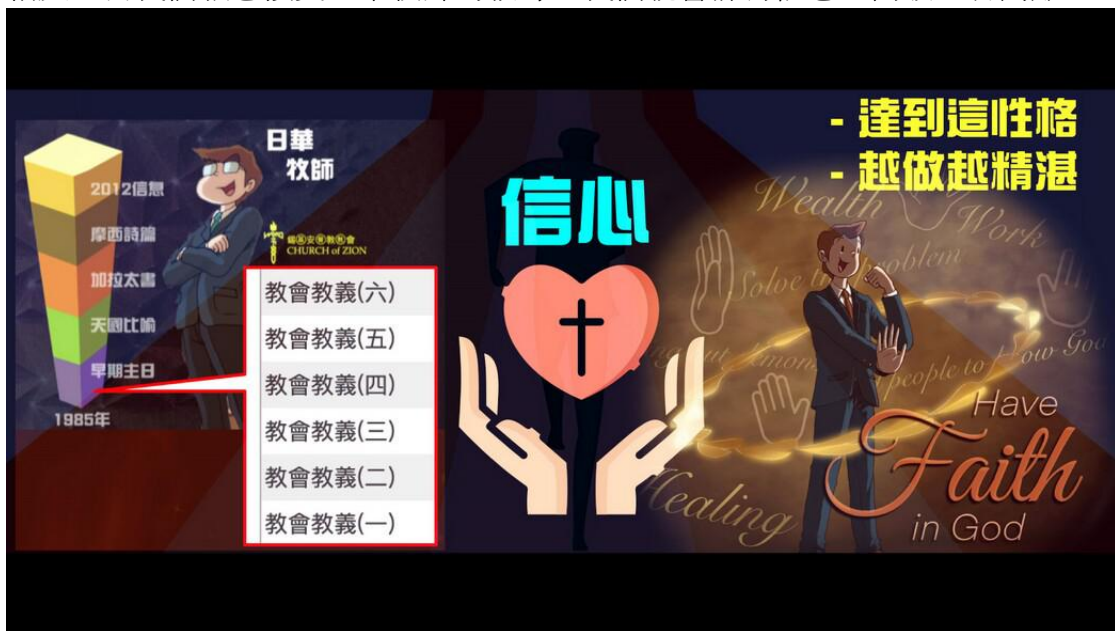 日華
牧師
2012信息
摩西詩篇
加拉太書
天國比喻
早期主日
1985年
錫安教會
CHURCH of ZION
教會教義(六)
教會教義(五)
教會教義(四)
教會教義(三)
教會教義(二)
教會教義(一)
信心
- 達到這性格
- 越做越精湛
Wealth
Work
Solve
problem
people to
Healing
Have
Faith
in God